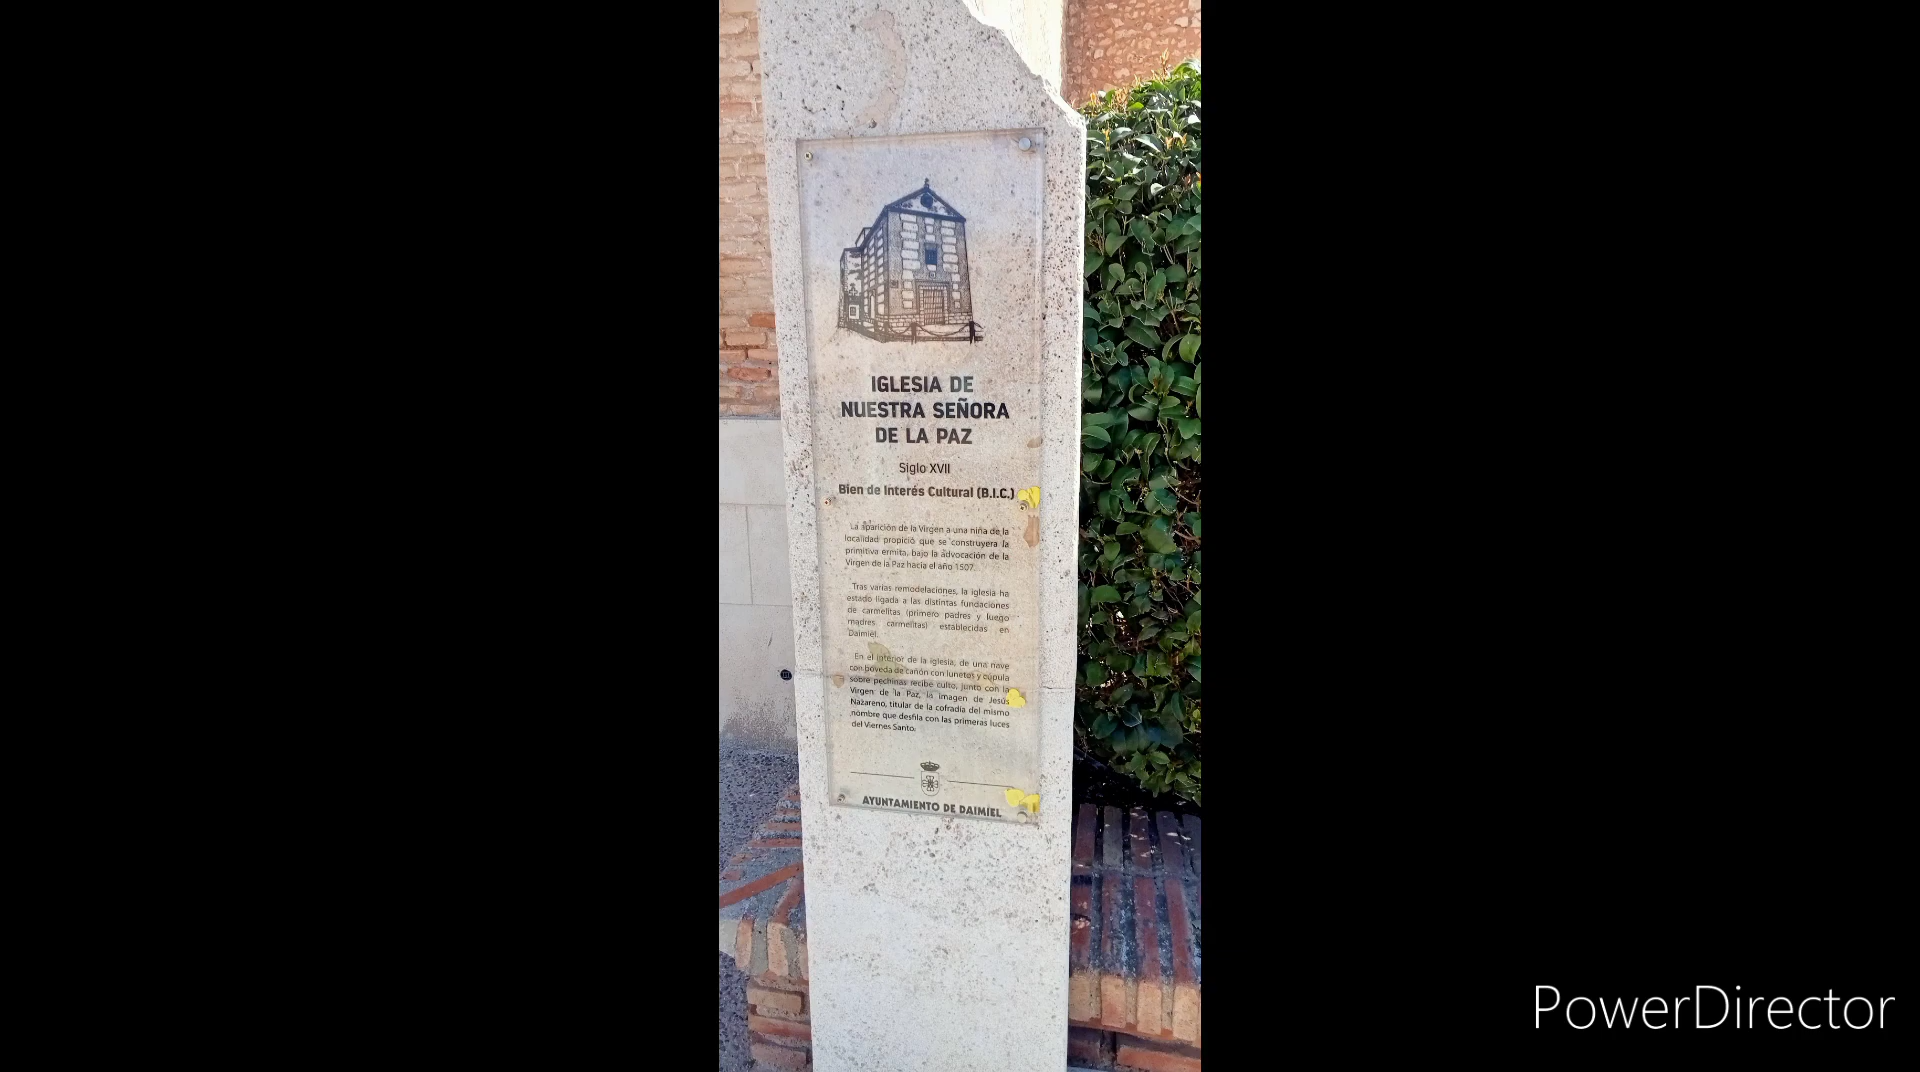 IGLESIA DE
NUESTRA SEÑORA
DE LA PAZ
Siglo XVII
Bien de Interés Cultural (B.I.C.)
La aparición de la Virgen a una niña de la
localidad propició que se construyera la
primitiva ermita, bajo la advocación de la
Virgen de la Paz hacia el año 1507.
Tras varias remodelaciones, la iglesia ha
estado ligada a las distintas fundaciones
de carmelitas (primero padres y luego
madres carmelitas) establecidas en
Daimiel.
En el interior de la iglesia, de una nave
con bóveda de cañón con lunetos y cúpula
sobre pechinas recibe culto, junto con la
Virgen de la Paz, la imagen de Jesús
Nazareno, titular de la cofradía del mismo
nombre que desfila con las primeras luces
del Viernes Santo.
AYUNTAMIENTO DE DAIMIEL
PowerDirector